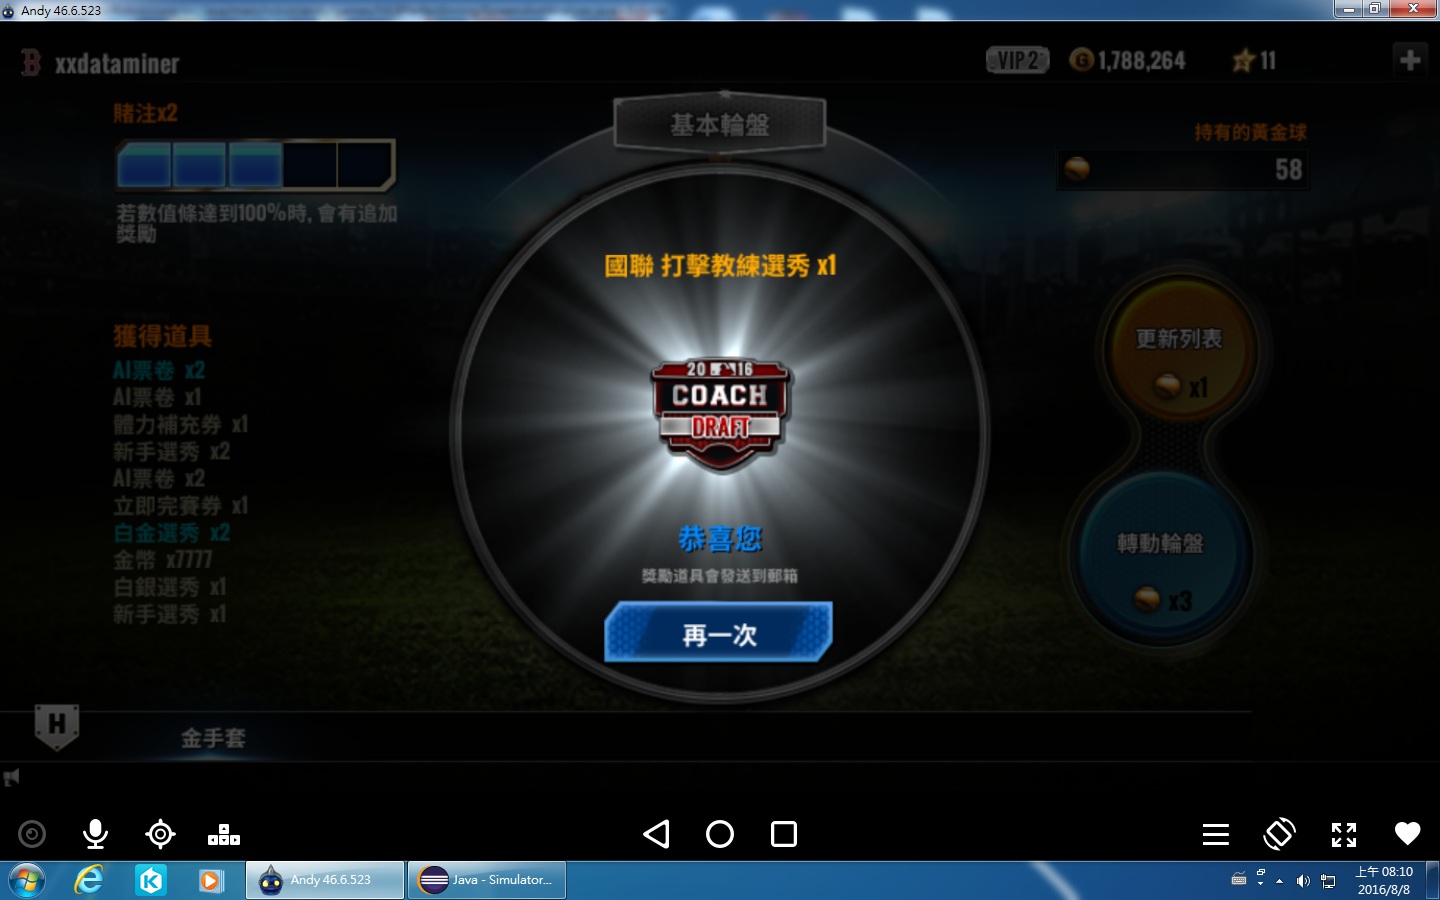 Andy 46.6.523
xxdataminer
VIP 2
1,788,264
11
賭注x2
若數值條達到100%時, 會有追加
獎勵
獲得道具
AI票卷 x2
AI票卷 x1
體力補充券 x1
新手選秀 x2
AI票卷 x2
立即完賽券 x1
白金選秀 x2
金幣 x7777
白銀選秀 x1
新手選秀 x1
基本輪盤
國聯 打擊教練選秀 x1
20 16
COACH
DRAFT
恭喜您
獎勵道具會發送到郵箱
再一次
持有的黃金球
58
更新列表
x1
轉動輪盤
x3
H
金手套
Andy 46.6.523
Java - Simulator...
上午 08:10
2016/8/8